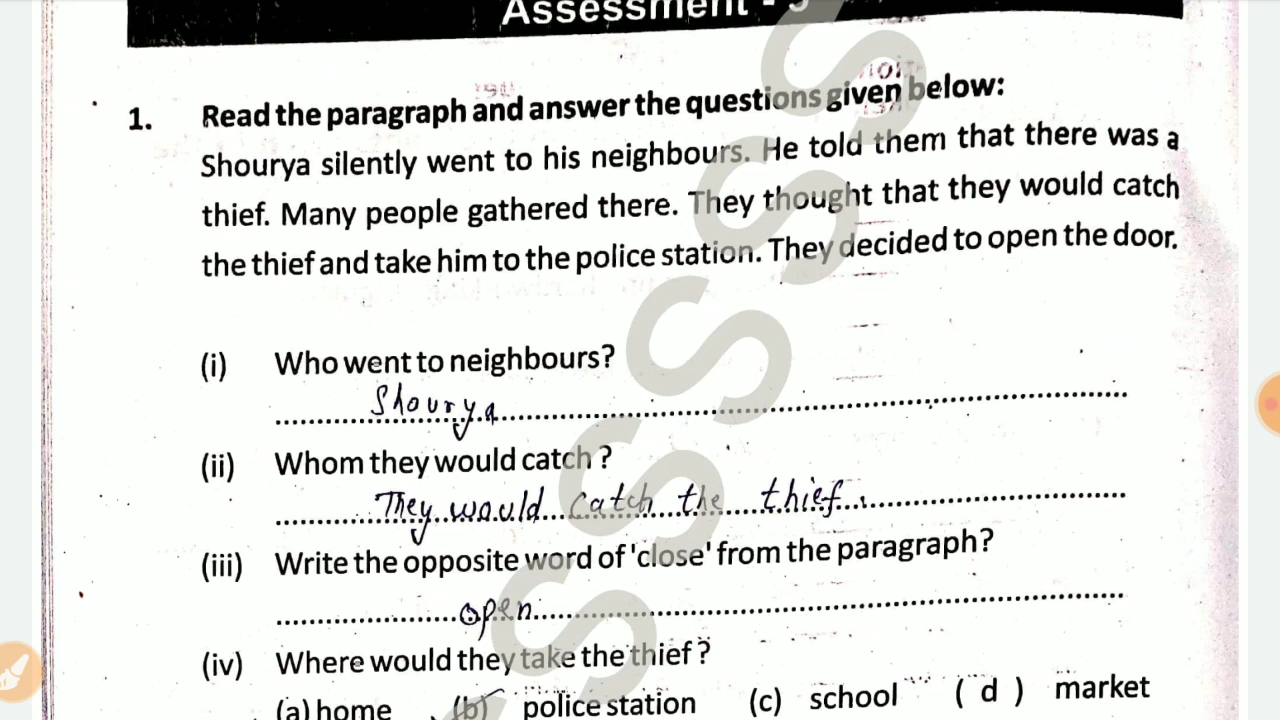 Assessment -
1. Read the paragraph and answer the questions given below:
Shourya silently went to his neighbours. He told them that there was a
thief. Many people gathered there. They thought that they would catch
the thief and take him to the police station. They decided to open the door.
(i) Who went to neighbours?
Shourya
(ii) Whom they would catch ?
They would catch the thief.
(iii) Write the opposite word of 'close' from the paragraph?
open
(iv) Where would they take the thief ?
(a) home (b) police station (c) school ( d ) market